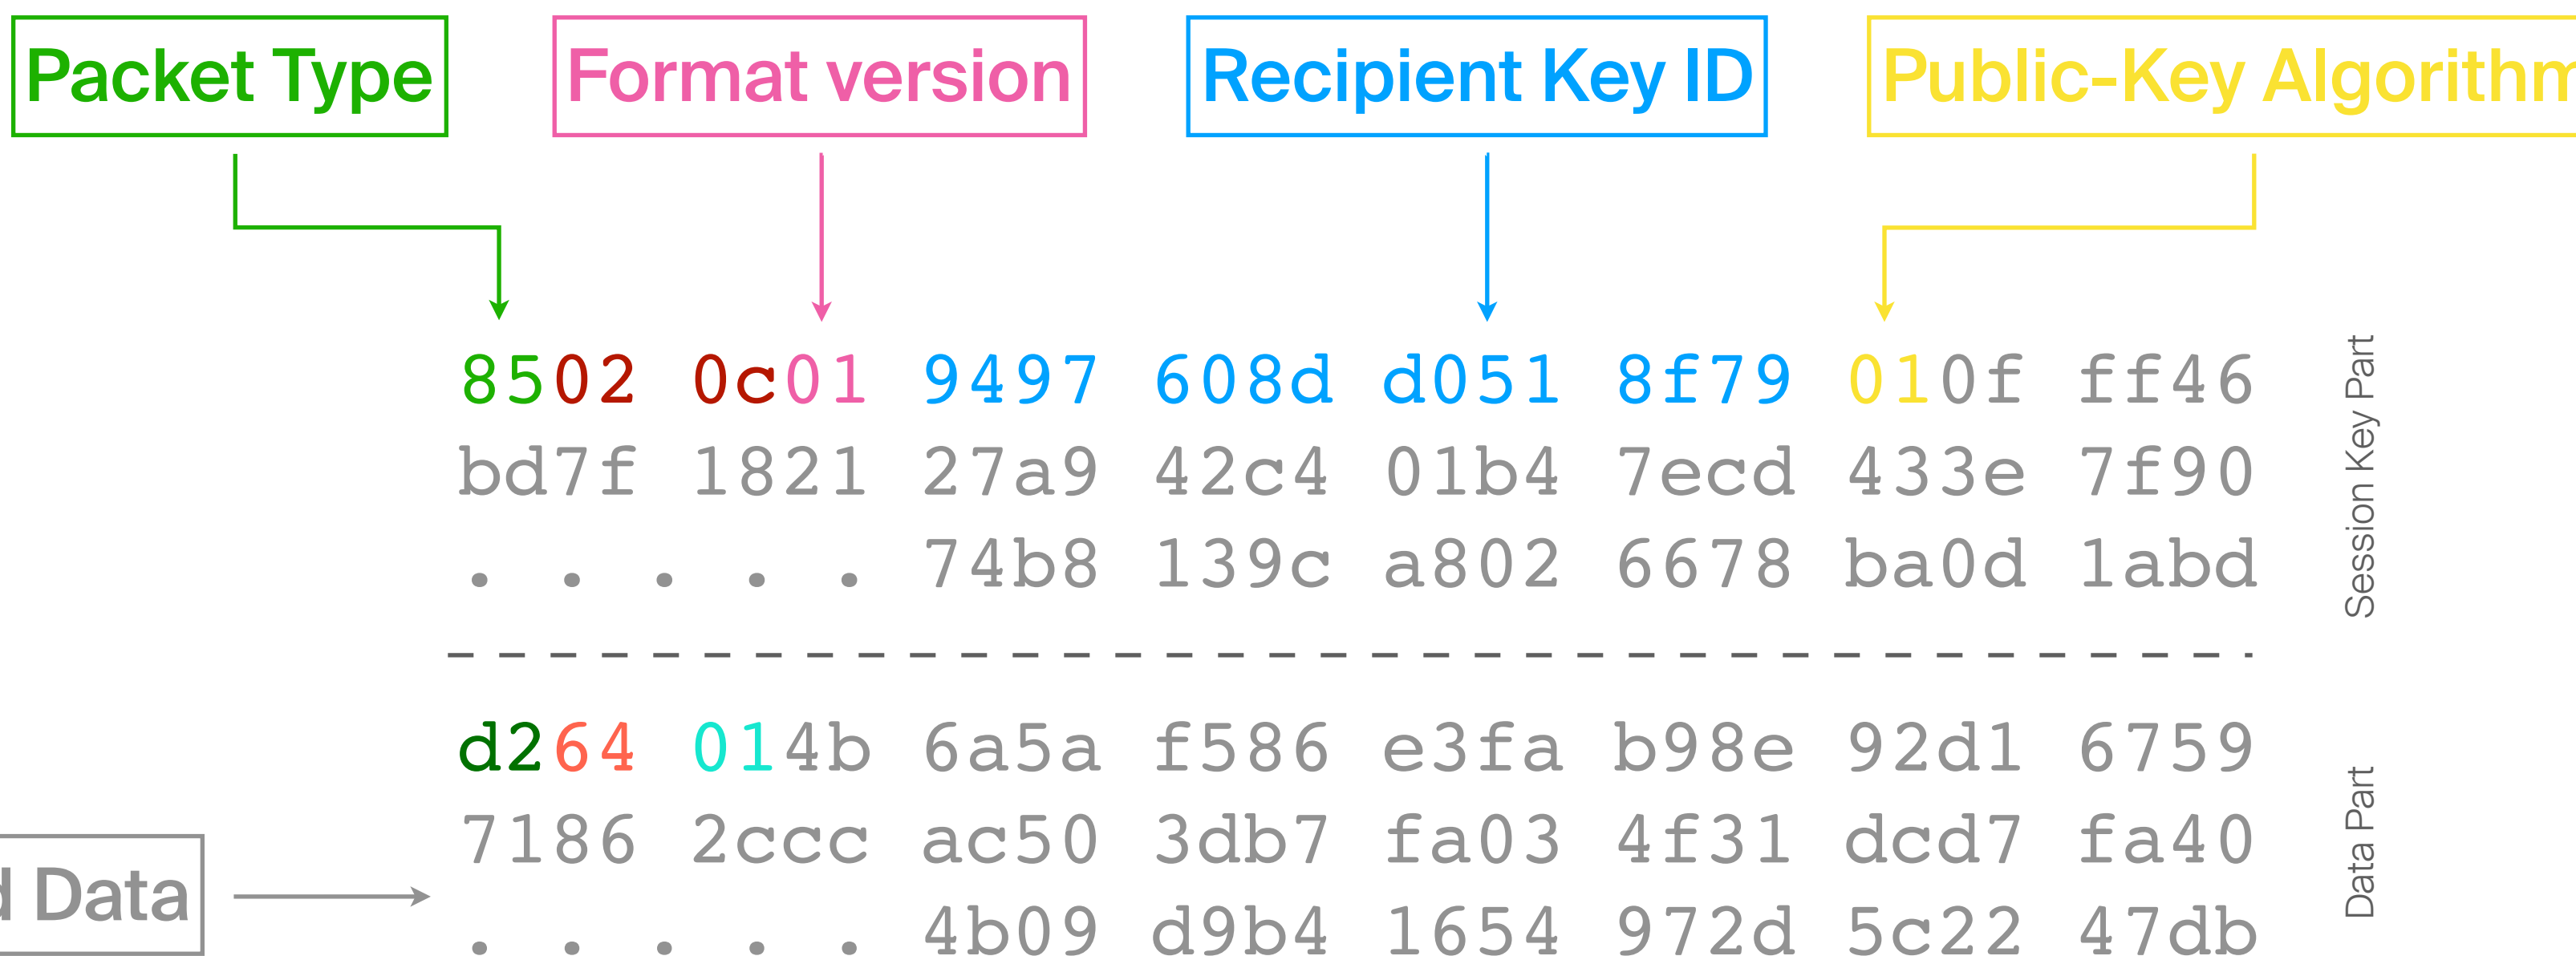 Packet Type
Format version
Recipient Key ID
Public-Key Algorithm
8502 0c01 9497 608d d051 8f79 010f ff46
bd7f 1821 27a9 42c4 01b4 7ecd 433e 7f90
. . . . . 74b8 139c a802 6678 ba0d 1abd
Session Key Part
d264 014b 6a5a f586 e3fa b98e 92d1 6759
7186 2ccc ac50 3db7 fa03 4f31 dcd7 fa40
. . . . . 4b09 d9b4 1654 972d 5c22 47db
Data Part
Data